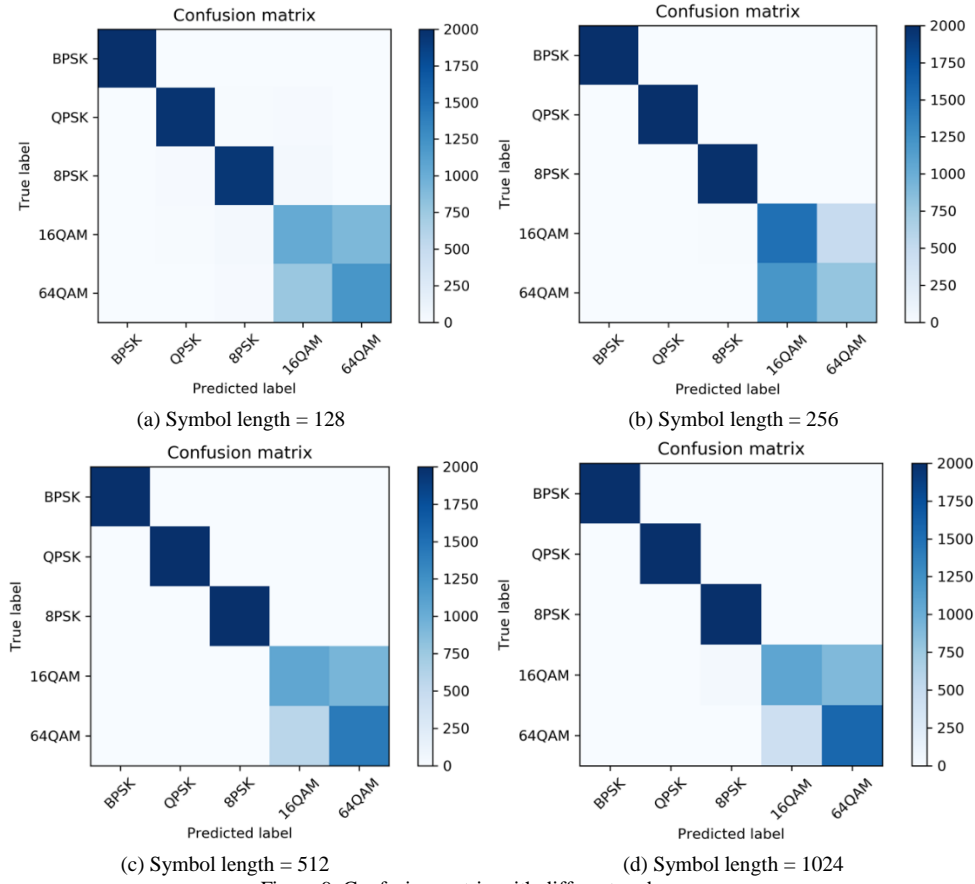 Confusion matrix
BPSK
QPSK
8PSK
16QAM
64QAM
True label
BPSK
QPSK
8PSK
16QAM
64QAM
Predicted label
2000
1750
1500
1250
1000
750
500
250
0
(a) Symbol length = 128
Confusion matrix
BPSK
QPSK
8PSK
16QAM
64QAM
True label
BPSK
QPSK
8PSK
16QAM
64QAM
Predicted label
2000
1750
1500
1250
1000
750
500
250
0
(b) Symbol length = 256
Confusion matrix
BPSK
QPSK
8PSK
16QAM
64QAM
True label
BPSK
QPSK
8PSK
16QAM
64QAM
Predicted label
2000
1750
1500
1250
1000
750
500
250
0
(c) Symbol length = 512
Confusion matrix
BPSK
QPSK
8PSK
16QAM
64QAM
True label
BPSK
QPSK
8PSK
16QAM
64QAM
Predicted label
2000
1750
1500
1250
1000
750
500
250
0
(d) Symbol length = 1024
Confusion matrix with different